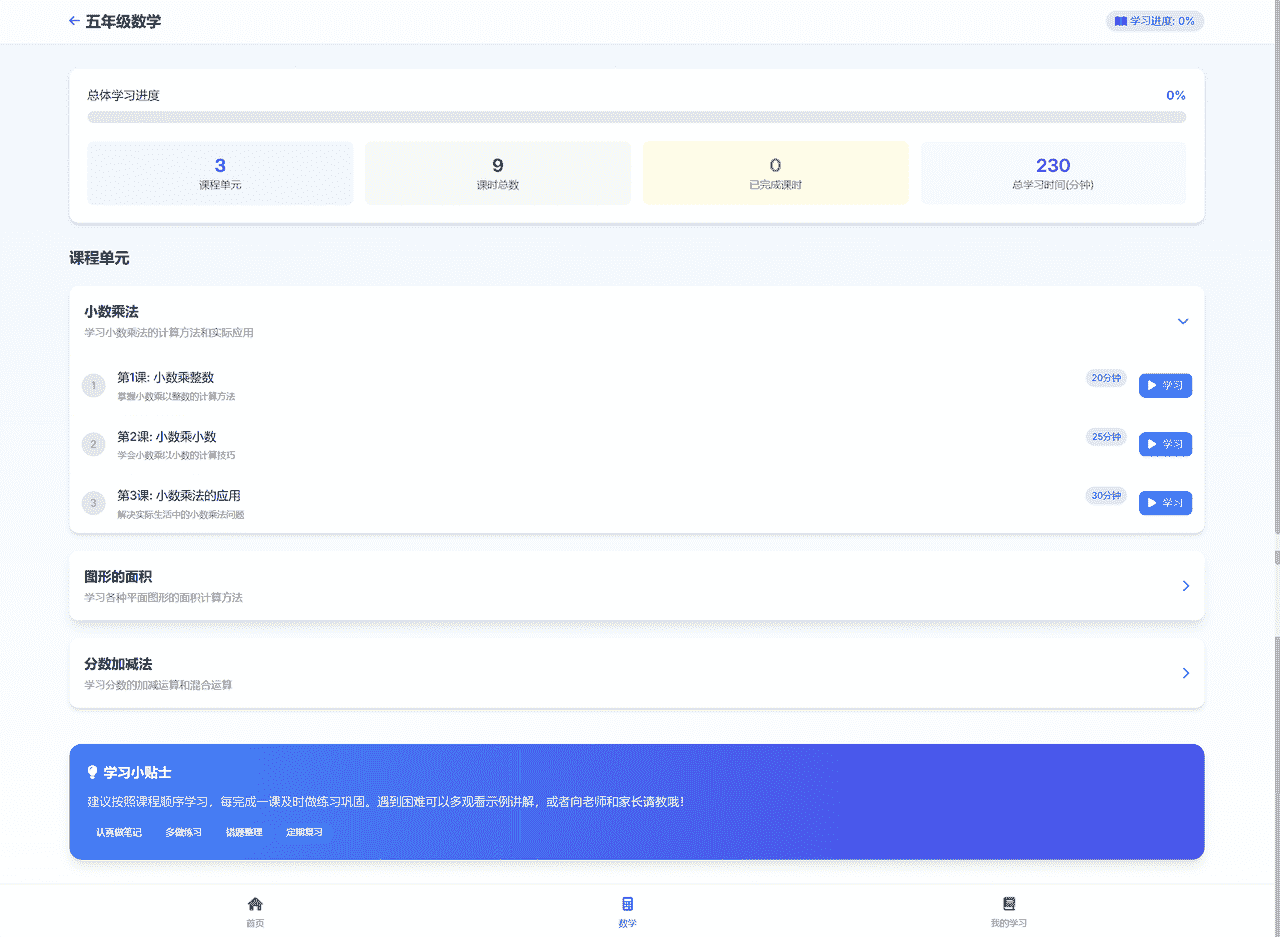 五年级数学
学习进度: 0%
总体学习进度
0%
3
课程单元
9
课时总数
0
已完成课时
230
总学习时间(分钟)
课程单元
小数乘法
学习小数乘法的计算方法和实际应用
1
第1课: 小数乘整数
掌握小数乘以整数的计算方法
20分钟
学习
2
第2课: 小数乘小数
学会小数乘以小数的计算技巧
25分钟
学习
3
第3课: 小数乘法的应用
解决实际生活中的小数乘法问题
30分钟
学习
图形的面积
学习各种平面图形的面积计算方法
分数加减法
学习分数的加减运算和混合运算
学习小贴士
建议按照课程顺序学习，每完成一课及时做练习巩固。遇到困难可以多观看示例讲解，或者向老师和家长请教哦！
认真做笔记
多做练习
错题整理
定期复习
首页
数学
我的学习